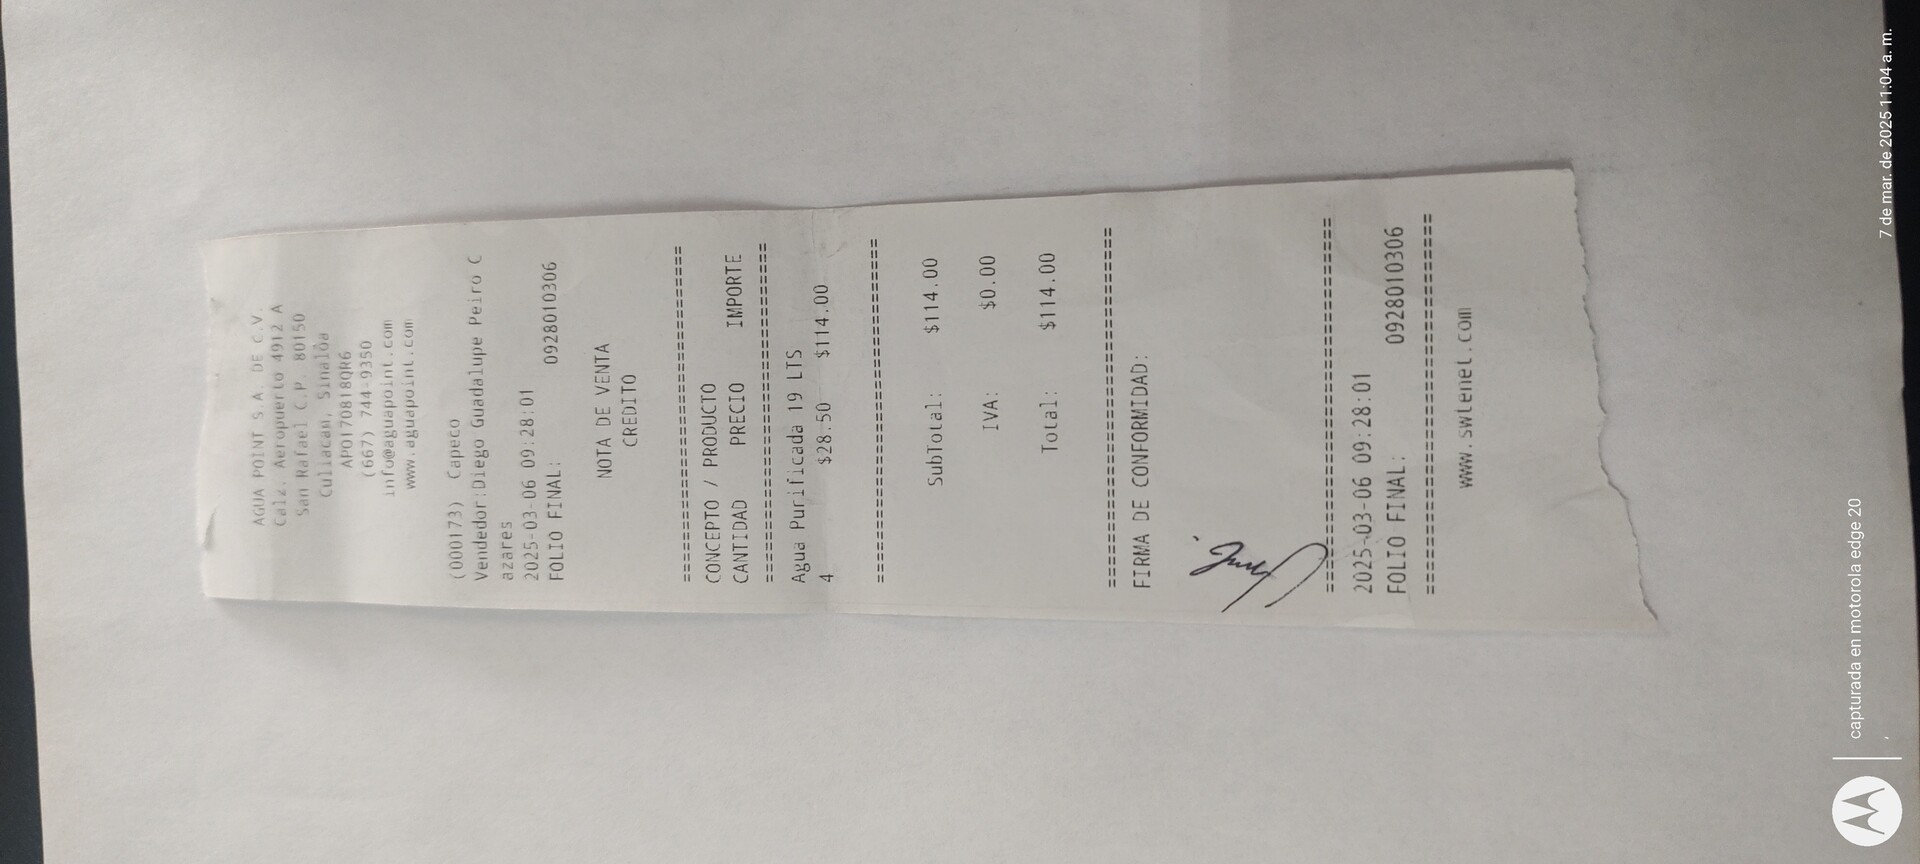 AGUA POINT S.A. DE C.V.
Calz. Aeropuerto 4912 A
San Rafael C.P. 80150
Culiacan, Sinaloa
APO170818QR6
(667) 744-9350
info@aguapoint.com
www.aguapoint.com
(000173) Capeco
Vendedor:Diego Guadalupe Peiro C
azares
2025-03-06 09:28:01
FOLIO FINAL: 0928010306
NOTA DE VENTA
CREDITO
================================
CONCEPTO / PRODUCTO
CANTIDAD PRECIO IMPORTE
================================
Agua Purificada 19 LTS
4 $28.50 $114.00
================================
SubTotal: $114.00
IVA: $0.00
Total: $114.00
================================
FIRMA DE CONFORMIDAD:
================================
2025-03-06 09:28:01
FOLIO FINAL: 0928010306
================================
www.swtenet.com
capturada en motorola edge 20
7 de mar. de 2025 11:04 a. m.